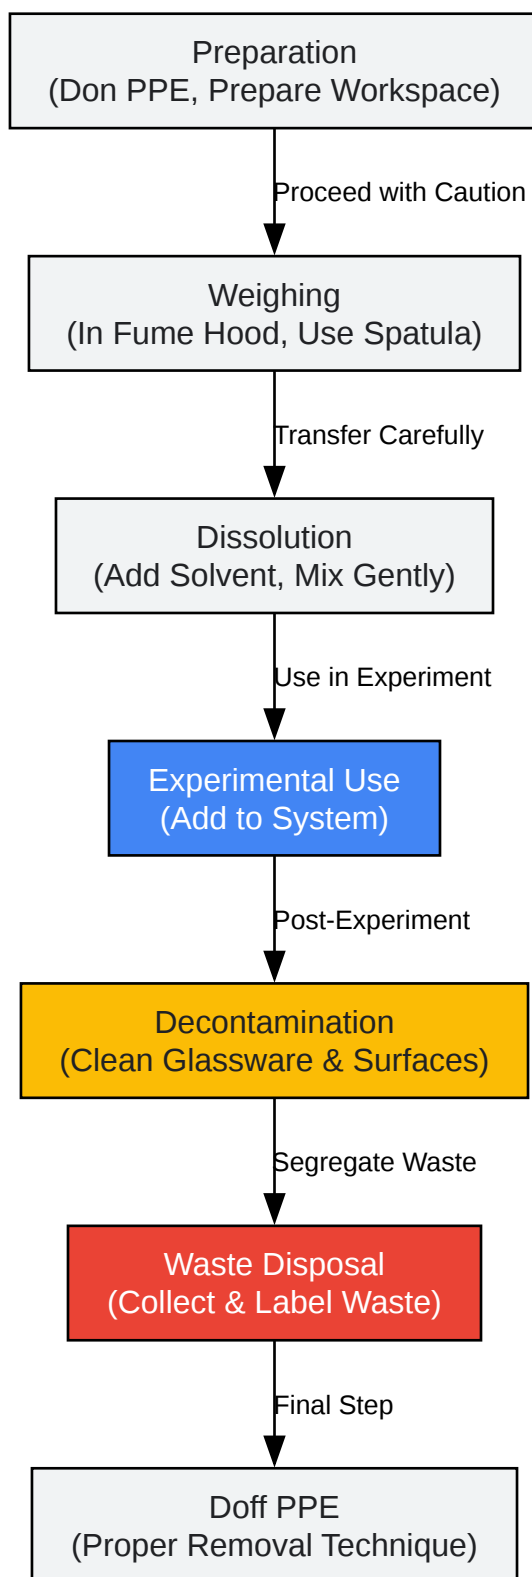 Preparation
(Don PPE, Prepare Workspace)
Proceed with Caution
Weighing
(In Fume Hood, Use Spatula)
Transfer Carefully
Dissolution
(Add Solvent, Mix Gently)
Use in Experiment
Experimental Use
(Add to System)
Post-Experiment
Decontamination
(Clean Glassware & Surfaces)
Segregate Waste
Waste Disposal
(Collect & Label Waste)
Final Step
Doff PPE
(Proper Removal Technique)